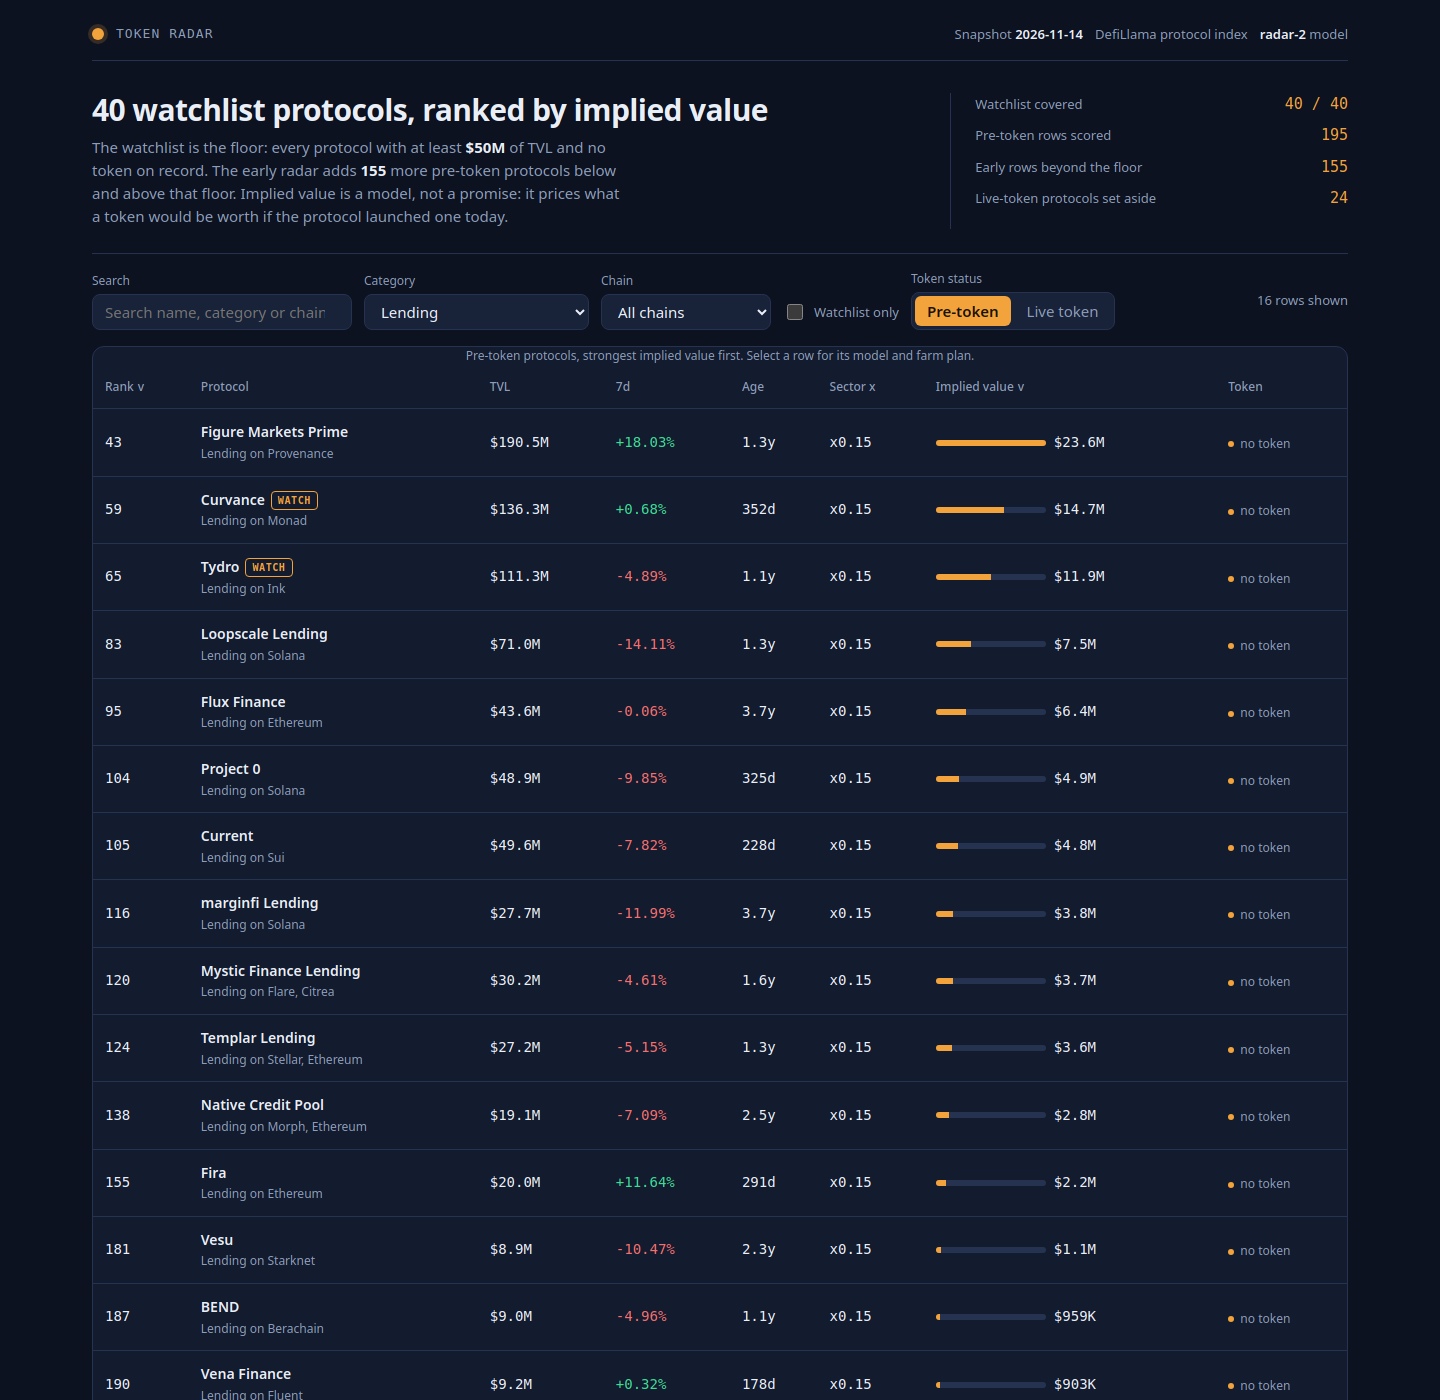 TOKEN RADAR
Snapshot 2026-11-14 DefiLlama protocol index radar-2 model
40 watchlist protocols, ranked by implied value
The watchlist is the floor: every protocol with at least $50M of TVL and no
token on record. The early radar adds 155 more pre-token protocols below
and above that floor. Implied value is a model, not a promise: it prices what
a token would be worth if the protocol launched one today.
Watchlist covered 40 / 40
Pre-token rows scored 195
Early rows beyond the floor 155
Live-token protocols set aside 24
Search Category Chain Token status
Search name, category or chain Lending All chains Watchlist only Pre-token Live token 16 rows shown
Pre-token protocols, strongest implied value first. Select a row for its model and farm plan.
Rank v Protocol TVL 7d Age Sector x Implied value v Token
43 Figure Markets Prime $190.5M +18.03% 1.3y x0.15 $23.6M no token
Lending on Provenance
59 Curvance WATCH $136.3M +0.68% 352d x0.15 $14.7M no token
Lending on Monad
65 Tydro WATCH $111.3M -4.89% 1.1y x0.15 $11.9M no token
Lending on Ink
83 Loopscale Lending $71.0M -14.11% 1.3y x0.15 $7.5M no token
Lending on Solana
95 Flux Finance $43.6M -0.06% 3.7y x0.15 $6.4M no token
Lending on Ethereum
104 Project 0 $48.9M -9.85% 325d x0.15 $4.9M no token
Lending on Solana
105 Current $49.6M -7.82% 228d x0.15 $4.8M no token
Lending on Sui
116 marginfi Lending $27.7M -11.99% 3.7y x0.15 $3.8M no token
Lending on Solana
120 Mystic Finance Lending $30.2M -4.61% 1.6y x0.15 $3.7M no token
Lending on Flare, Citrea
124 Templar Lending $27.2M -5.15% 1.3y x0.15 $3.6M no token
Lending on Stellar, Ethereum
138 Native Credit Pool $19.1M -7.09% 2.5y x0.15 $2.8M no token
Lending on Morph, Ethereum
155 Fira $20.0M +11.64% 291d x0.15 $2.2M no token
Lending on Ethereum
181 Vesu $8.9M -10.47% 2.3y x0.15 $1.1M no token
Lending on Starknet
187 BEND $9.0M -4.96% 1.1y x0.15 $959K no token
Lending on Berachain
190 Vena Finance $9.2M +0.32% 178d x0.15 $903K no token
Lending on Fluent